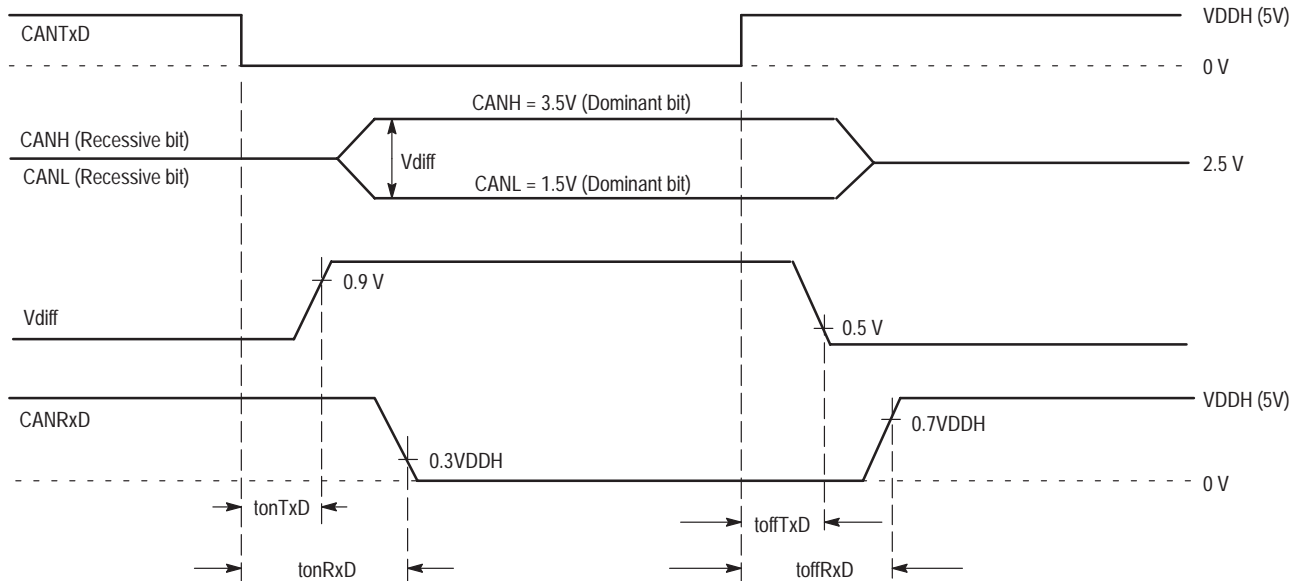 VDDH (5V)
CANTxD
0 V
CANH = 3.5V (Dominant bit)
CANH (Recessive bit)
Vdiff
2.5 V
CANL (Recessive bit)
CANL = 1.5V (Dominant bit)
0.9 V
Vdiff
0.5 V
VDDH (5V)
CANRxD
0.7VDDH
0.3VDDH
0 V
tonTxD
toffTxD
tonRxD
toffRxD